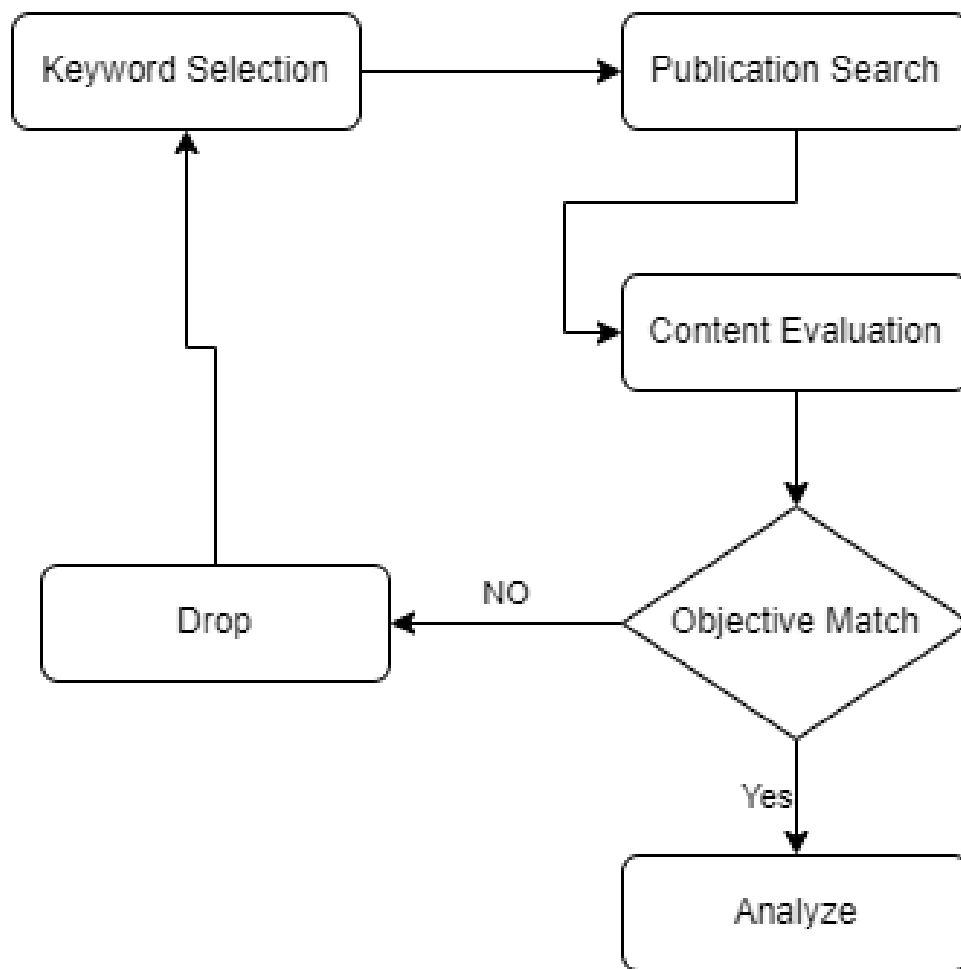 Keyword Selection
Publication Search
Content Evaluation
Objective Match
NO
Drop
Yes
Analyze